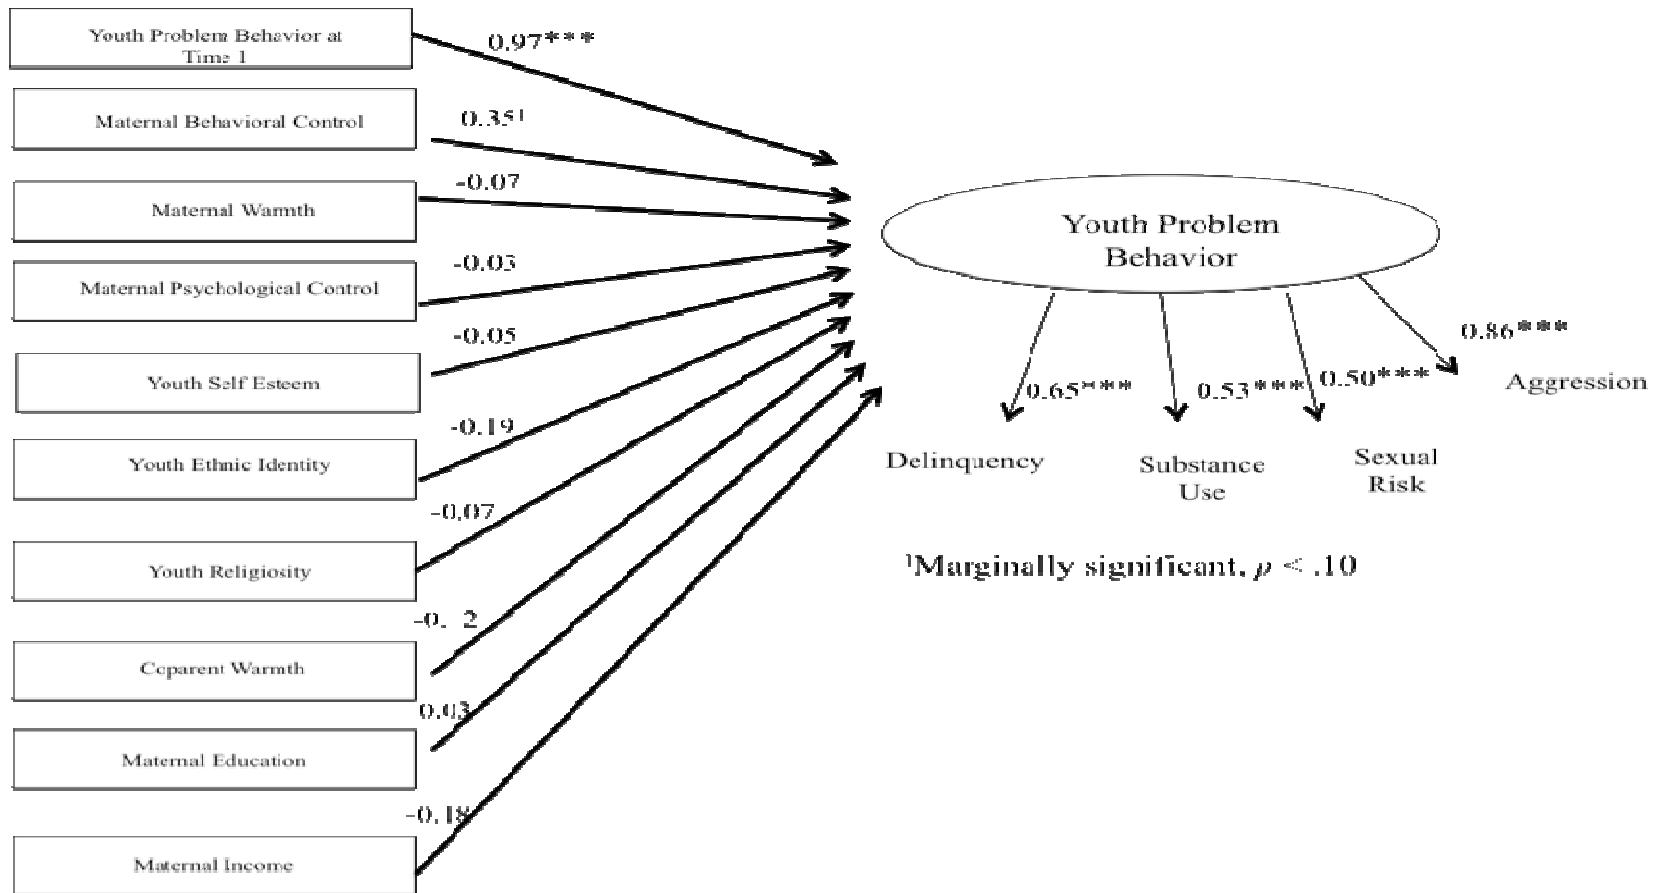 Youth Problem Behavior at
Time 1
0.97***
Maternal Behavioral Control
0.35¹
Maternal Warmth
-0.07
Maternal Psychological Control
-0.03
Youth Self Esteem
-0.05
Youth Ethnic Identity
-0.19
Youth Religiosity
-0.07
Coparent Warmth
Maternal Education
0.03
Maternal Income
-0.18
Youth Problem
Behavior
0.65***
0.53***
0.50***
0.86***
Delinquency
Substance
Use
Sexual
Risk
Aggression
¹Marginally significant, p < .10